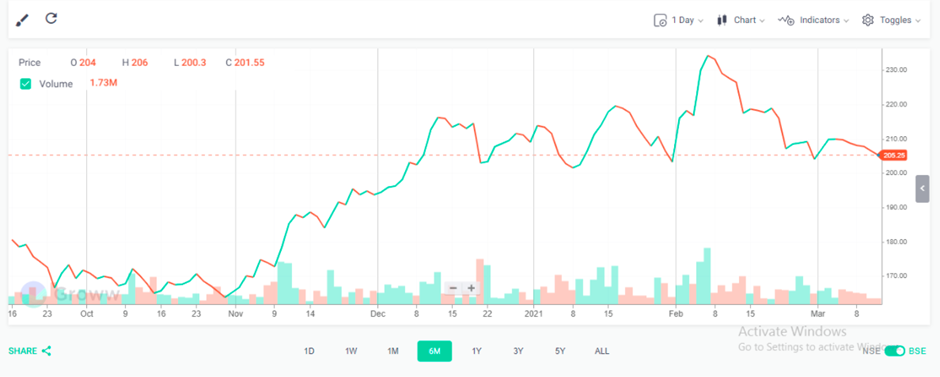 1 Day Chart Indicators Toggles
Price O 204 H 206 L 200.3 C 201.55
Volume 1.73M
230.00
220.00
210.00
205.25
200.00
190.00
180.00
170.00
Groww
16 23 Oct 9 16 23 Nov 9 14 Dec 8 15 22 2021 8 15 Feb 8 15 Mar 8
Activate Windows
SHARE 1D 1W 1M 6M 1Y 3Y 5Y ALL NSE BSE
Go to Settings to activate Windows